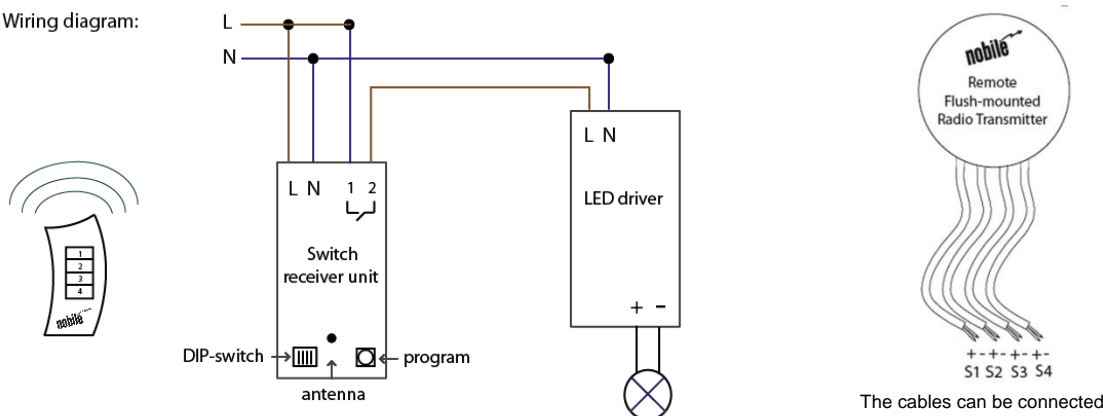 Wiring diagram:
L
N
L N 1 2
Switch
receiver unit
DIP-switch
program
antenna
L N
LED driver
+ -
1
2
3
4
nobile
nobile
Remote
Flush-mounted
Radio Transmitter
+-+- +- +-
S1 S2 S3 S4
The cables can be connected